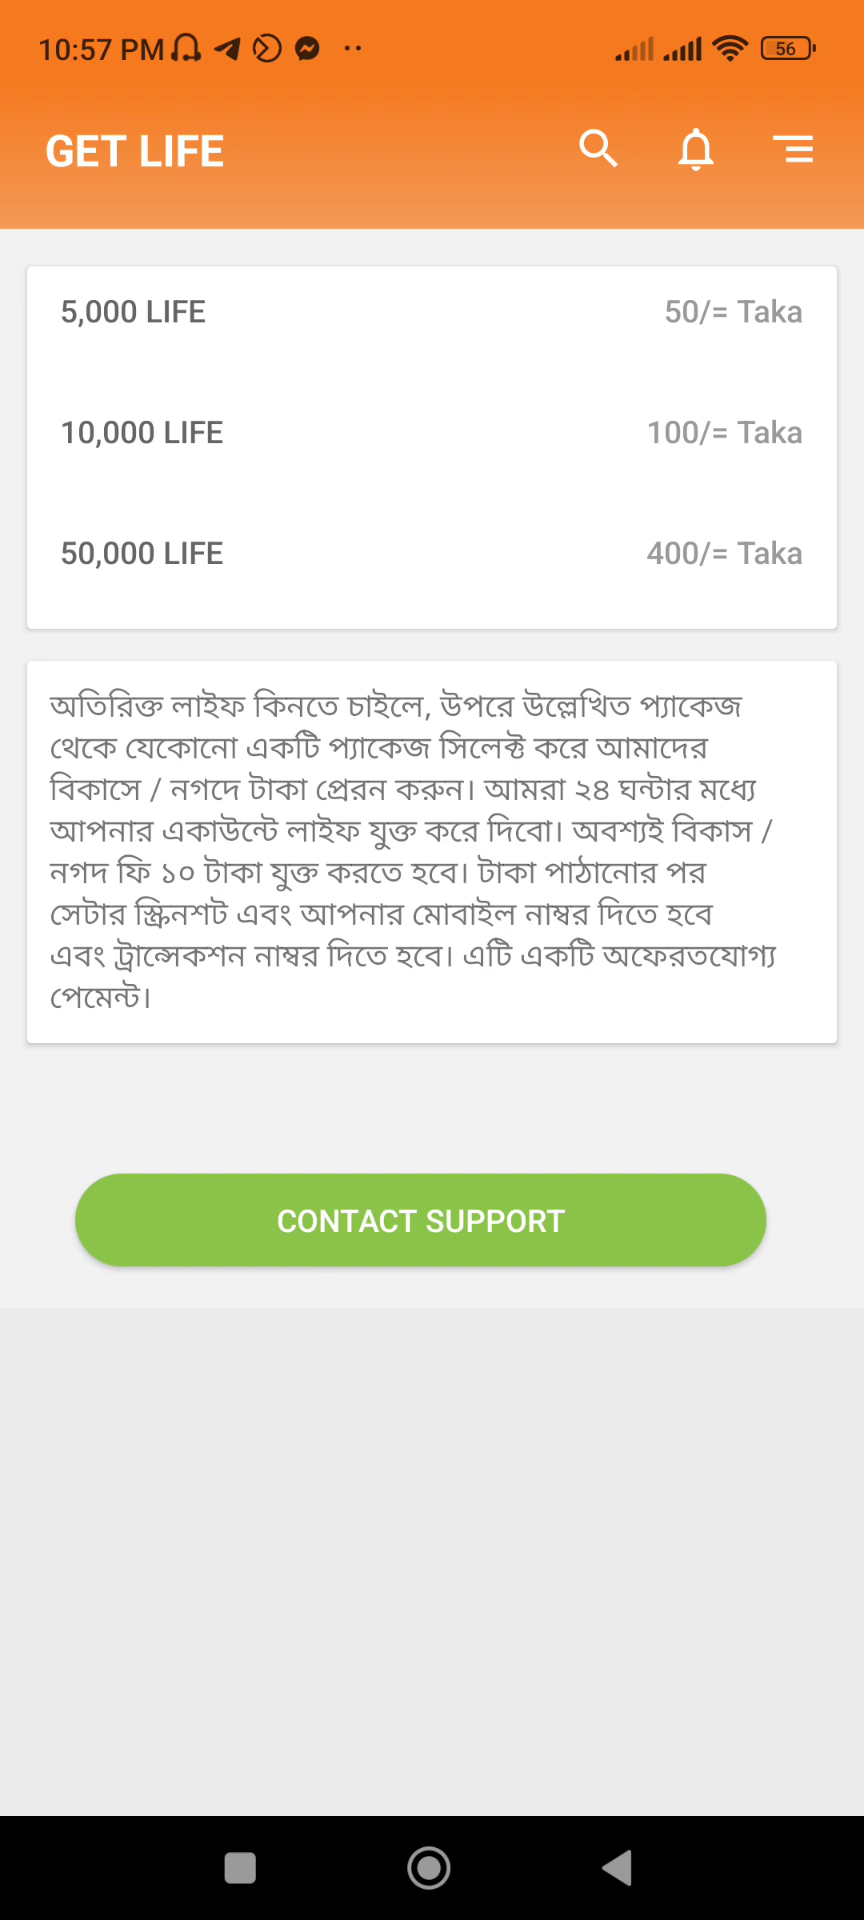 10:57 PM
56
GET LIFE
5,000 LIFE 50/= Taka
10,000 LIFE 100/= Taka
50,000 LIFE 400/= Taka
অতিরিক্ত লাইফ কিনতে চাইলে, উপরে উল্লেখিত প্যাকেজ
থেকে যেকোনো একটি প্যাকেজ সিলেক্ট করে আমাদের
বিকাসে / নগদে টাকা প্রেরন করুন। আমরা ২৪ ঘন্টার মধ্যে
আপনার একাউন্টে লাইফ যুক্ত করে দিবো। অবশ্যই বিকাস /
নগদ ফি ১০ টাকা যুক্ত করতে হবে। টাকা পাঠানোর পর
সেটার স্ক্রিনশট এবং আপনার মোবাইল নাম্বর দিতে হবে
এবং ট্রান্সেকশন নাম্বর দিতে হবে। এটি একটি অফেরতযোগ্য
পেমেন্ট।
CONTACT SUPPORT